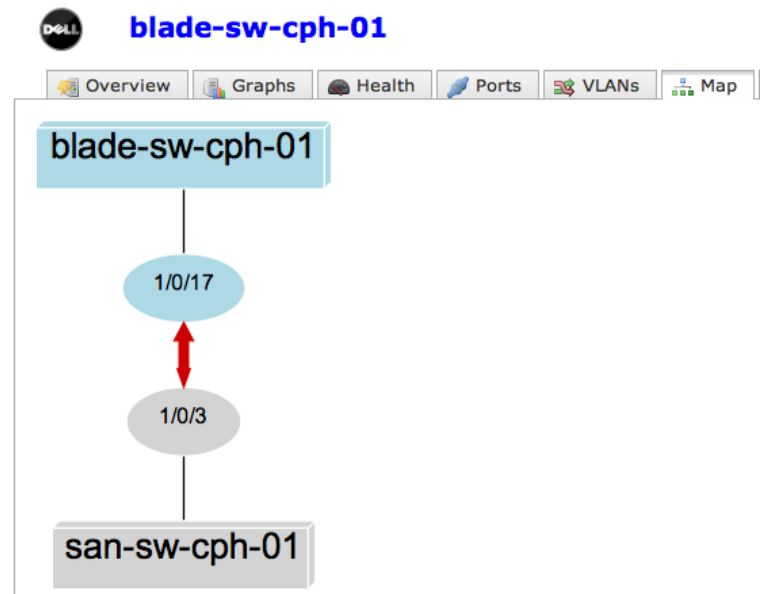 DELL
blade-sw-cph-01
Overview Graphs Health Ports VLANs Map
blade-sw-cph-01
1/0/17
1/0/3
san-sw-cph-01